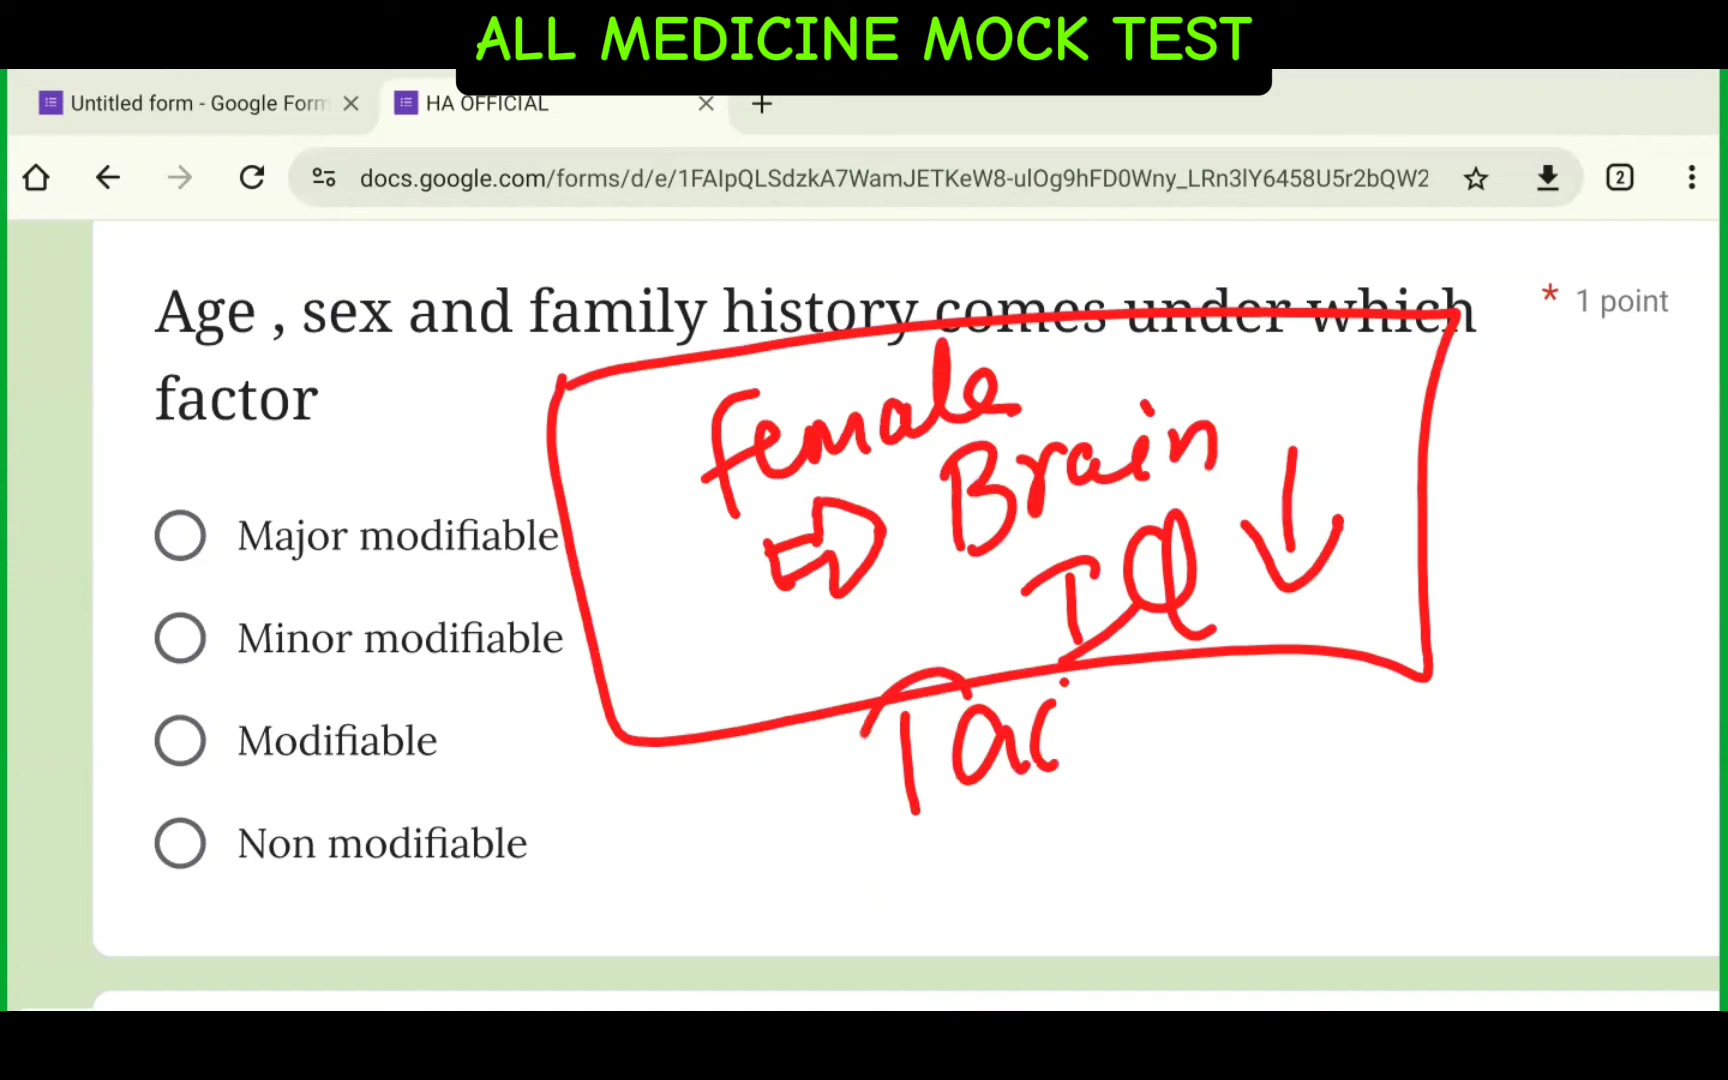 ALL MEDICINE MOCK TEST
Untitled form - Google Form
HA OFFICIAL
docs.google.com/forms/d/e/1FAIpQLSdzkA7WamJETKeW8-ulOg9hFD0Wny_LRn3lY6458U5r2bQW2
2
Age , sex and family history comes under which
factor
* 1 point
female
Brain
IQ
Major modifiable
Minor modifiable
Modifiable
Non modifiable